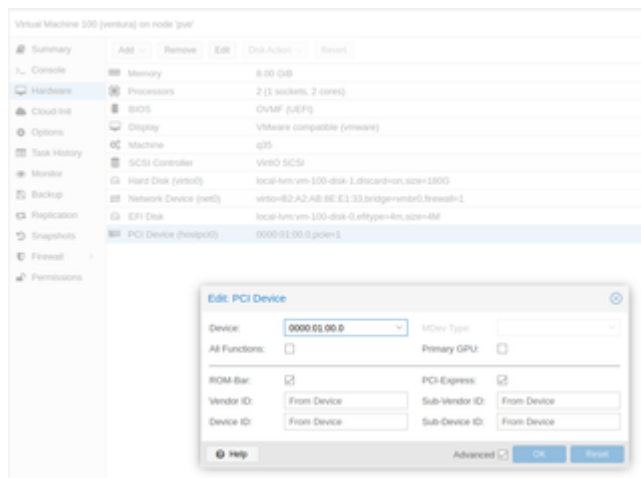 Virtual Machine 100 (ventura) on node 'pve'
Summary
Console
Hardware
Cloud-Init
Options
Task History
Monitor
Backup
Replication
Snapshots
Firewall
Permissions
Add Remove Edit Disk Action Revert
Memory 8.00 GiB
Processors 2 (1 sockets, 2 cores)
BIOS OVMF (UEFI)
Display VMware compatible (vmware)
Machine q35
SCSI Controller VirtIO SCSI
Hard Disk (virtio0) local-lvm:vm-100-disk-1,discard=on,size=180G
Network Device (net0) virtio=B2:A2:AB:8E:E1:33,bridge=vmbr0,firewall=1
EFI Disk local-lvm:vm-100-disk-0,efitype=4m,size=4M
PCI Device (hostpci0) 0000:01:00.0,pcie=1
Edit: PCI Device
Device: 0000:01:00.0 MDev Type:
All Functions: Primary GPU:
ROM-Bar: PCI-Express:
Vendor ID: From Device Sub-Vendor ID: From Device
Device ID: From Device Sub-Device ID: From Device
Help Advanced OK Reset